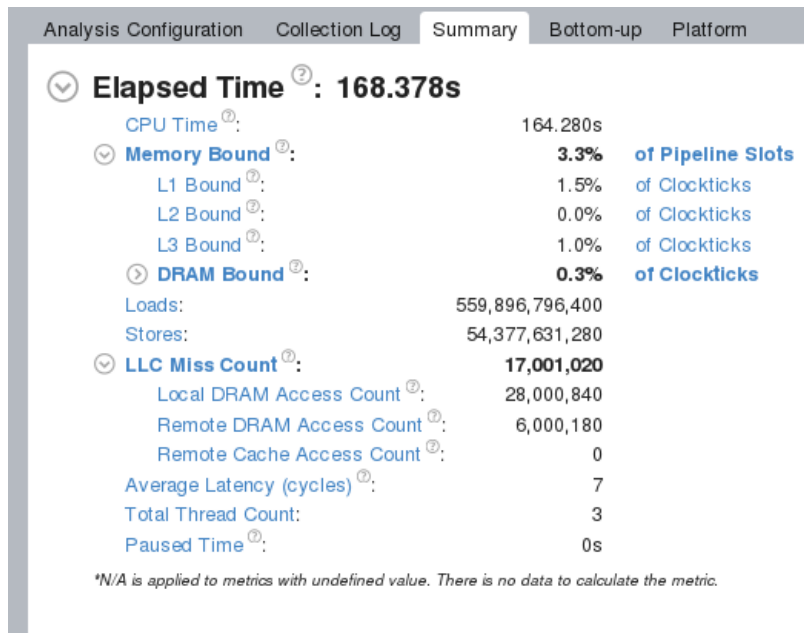 Analysis Configuration Collection Log Summary Bottom-up Platform
Elapsed Time ?: 168.378s
CPU Time ?: 164.280s
Memory Bound ?: 3.3% of Pipeline Slots
L1 Bound ?: 1.5% of Clockticks
L2 Bound ?: 0.0% of Clockticks
L3 Bound ?: 1.0% of Clockticks
DRAM Bound ?: 0.3% of Clockticks
Loads: 559,896,796,400
Stores: 54,377,631,280
LLC Miss Count ?: 17,001,020
Local DRAM Access Count ?: 28,000,840
Remote DRAM Access Count ?: 6,000,180
Remote Cache Access Count ?: 0
Average Latency (cycles) ?: 7
Total Thread Count: 3
Paused Time ?: 0s
*N/A is applied to metrics with undefined value. There is no data to calculate the metric.